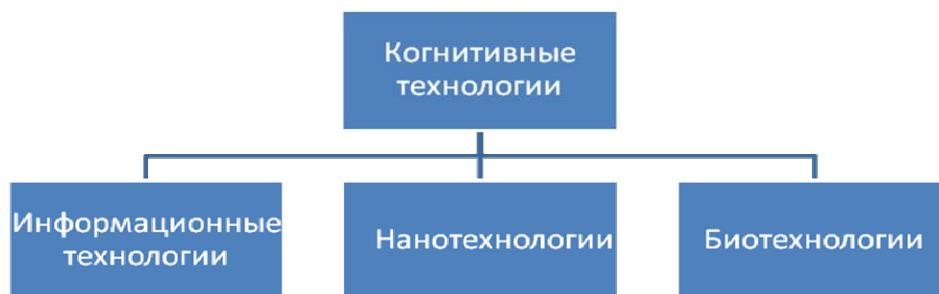 Когнитивные
технологии
Информационные
технологии
Нанотехнологии
Биотехнологии